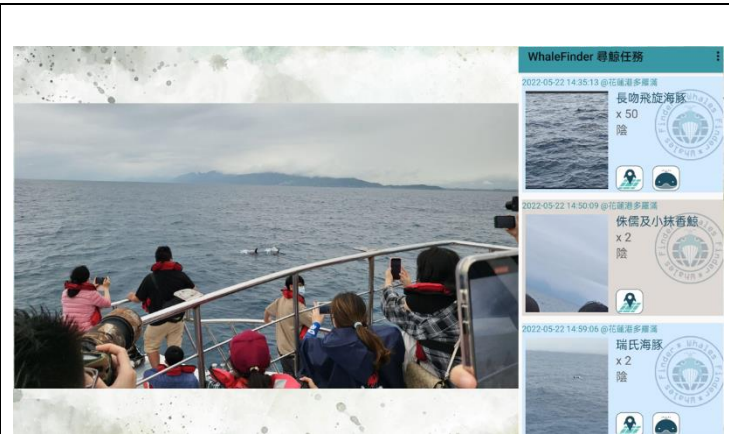 WhaleFinder 尋鯨任務
2022-05-22 14:35:13 @花蓮港多羅滿
長吻飛旋海豚
x 50
陰
2022-05-22 14:50:09 @花蓮港多羅滿
侏儒及小抹香鯨
x 2
陰
2022-05-22 14:59:06 @花蓮港多羅滿
瑞氏海豚
x 2
陰